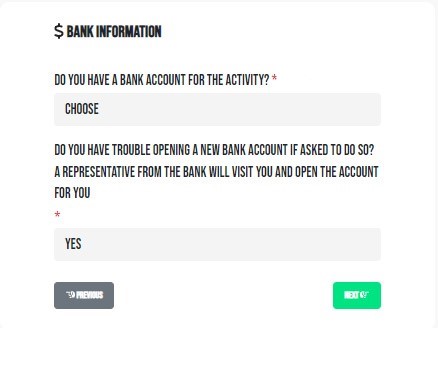 $ BANK INFORMATION
DO YOU HAVE A BANK ACCOUNT FOR THE ACTIVITY? *
CHOOSE
DO YOU HAVE TROUBLE OPENING A NEW BANK ACCOUNT IF ASKED TO DO SO?
A REPRESENTATIVE FROM THE BANK WILL VISIT YOU AND OPEN THE ACCOUNT
FOR YOU
*
YES
PREVIOUS
NEXT